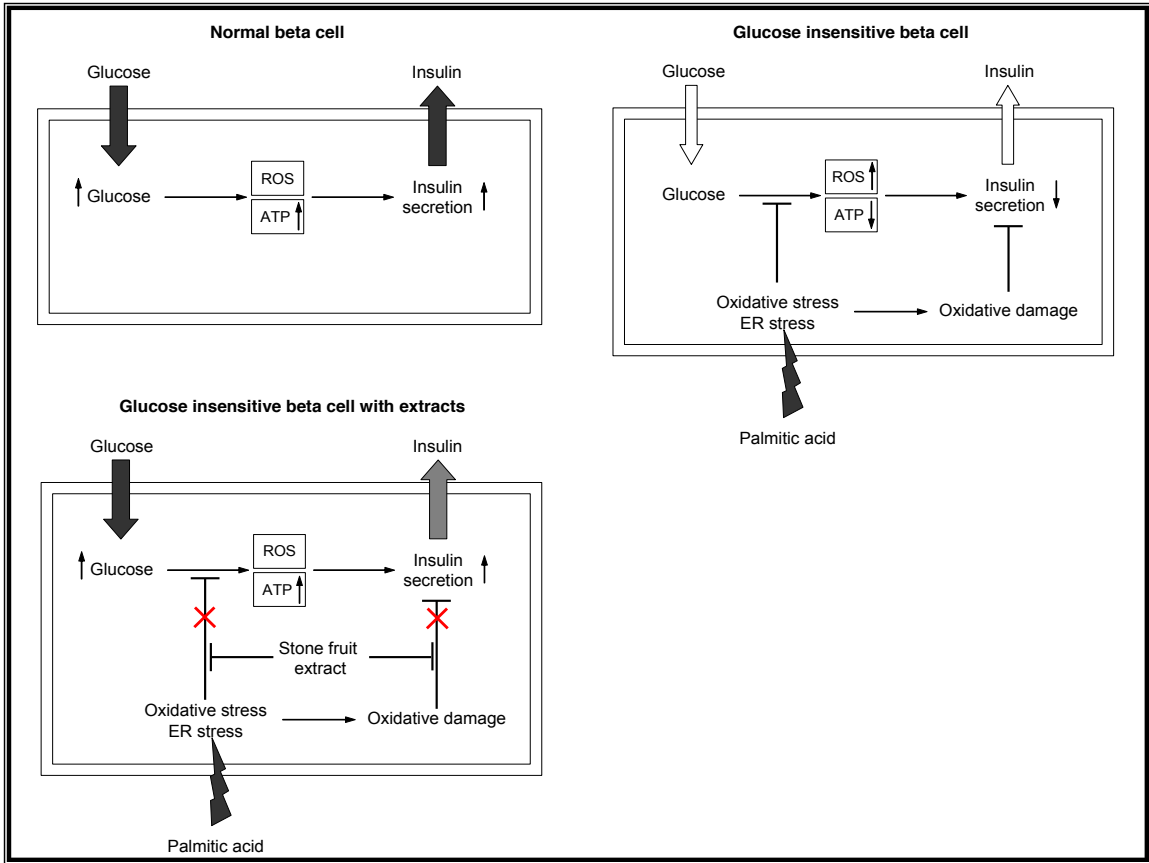 Normal beta cell
Glucose
Insulin
Glucose
ROS
ATP
Insulin
secretion
Glucose insensitive beta cell
Glucose
Insulin
Glucose
ROS
ATP
Insulin
secretion
Oxidative stress
ER stress
Oxidative damage
Palmitic acid
Glucose insensitive beta cell with extracts
Glucose
Insulin
Glucose
ROS
ATP
Insulin
secretion
Stone fruit
extract
Oxidative stress
ER stress
Oxidative damage
Palmitic acid